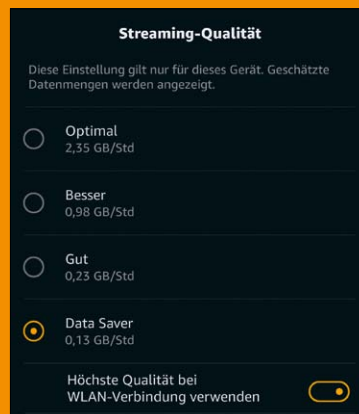 Streaming-Qualität
Diese Einstellung gilt nur für dieses Gerät. Geschätzte
Datenmengen werden angezeigt.
Optimal
2,35 GB/Std
Besser
0,98 GB/Std
Gut
0,23 GB/Std
Data Saver
0,13 GB/Std
Höchste Qualität bei
WLAN-Verbindung verwenden